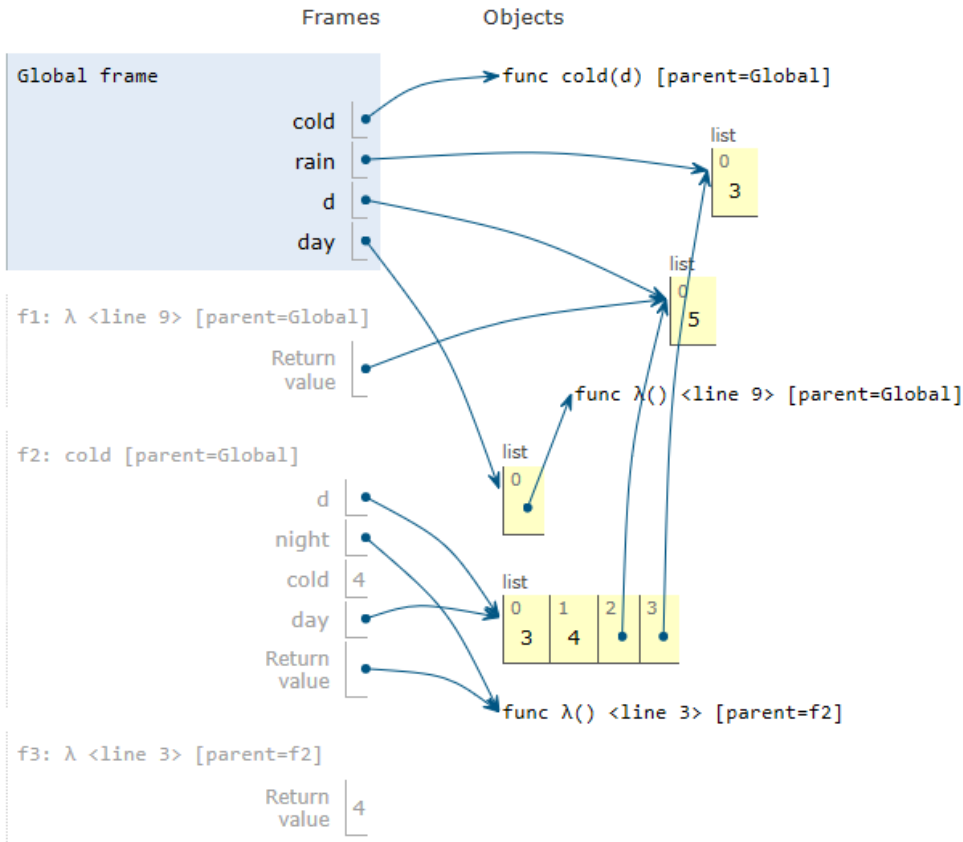 Frames Objects
Global frame
func cold(d) [parent=Global]
cold
list
rain
0
3
d
day
list
0
5
f1: λ <line 9> [parent=Global]
Return
value
func λ() <line 9> [parent=Global]
f2: cold [parent=Global]
list
0
d
night
cold 4
list
0 1 2 3
3 4
day
Return
value
func λ() <line 3> [parent=f2]
f3: λ <line 3> [parent=f2]
Return
value
4